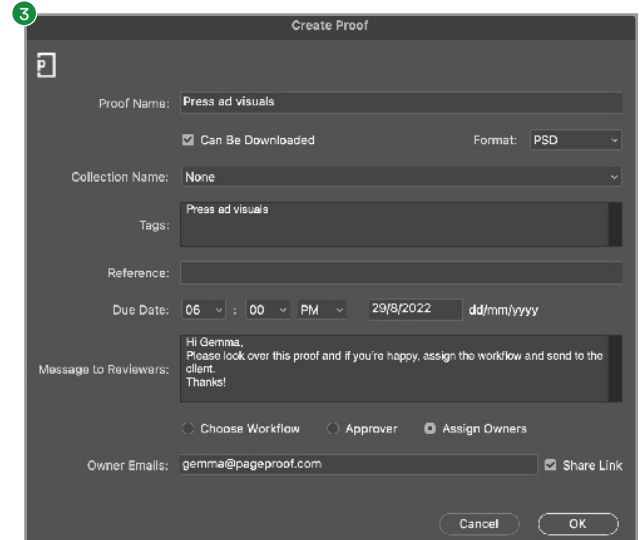 3
Create Proof
P
Proof Name: Press ad visuals
Can Be Downloaded Format: PSD
Collection Name: None
Tags: Press ad visuals
Reference:
Due Date: 06 : 00 PM 29/8/2022 dd/mm/yyyy
Message to Reviewers: Hi Gemma,
Please look over this proof and if you're happy, assign the workflow and send to the
client.
Thanks!
Choose Workflow Approver Assign Owners
Owner Emails: gemma@pageproof.com Share Link
Cancel OK